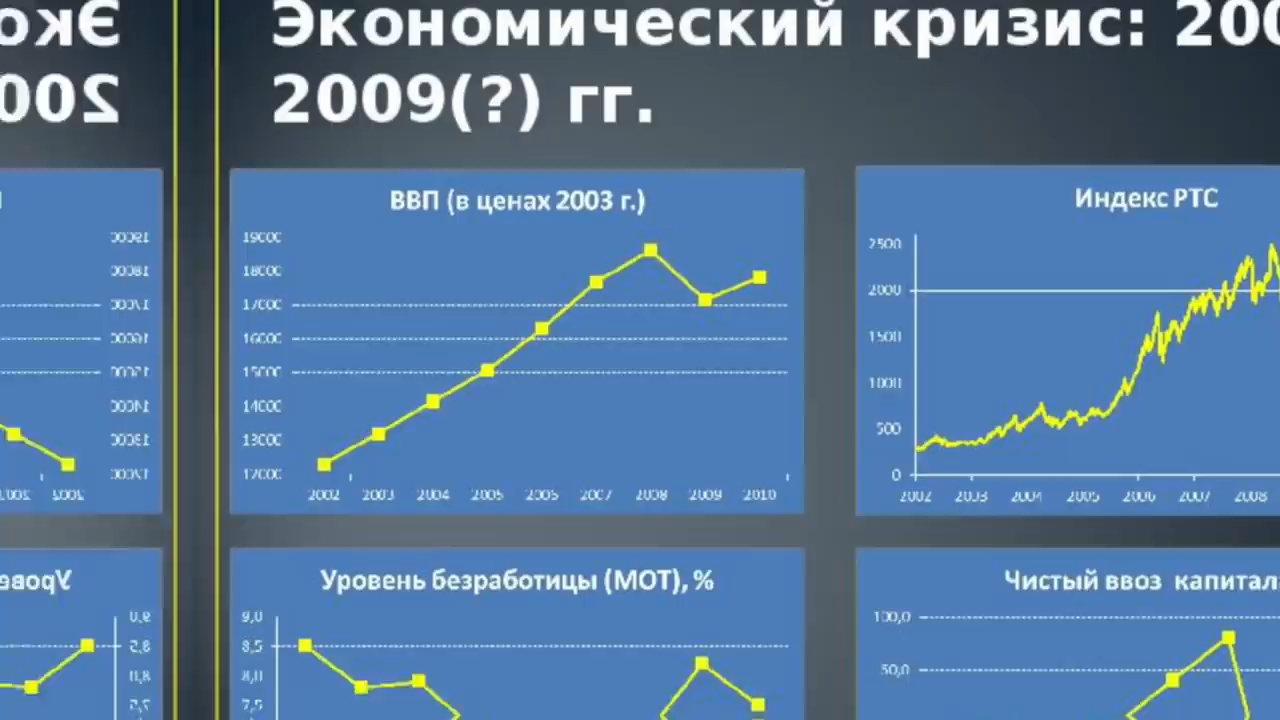 Экономический кризис: 200
2009(?) гг.
ВВП (в ценах 2003 г.)
19000
18000
17000
16000
15000
14000
13000
12000
2002 2003 2004 2005 2006 2007 2008 2009 2010
Индекс РТС
2500
2000
1500
1000
500
0
2002 2003 2004 2005 2006 2007 2008
Уровень безработицы (МОТ), %
9,0
8,5
8,0
7,5
Чистый ввоз капитал
100,0
50,0